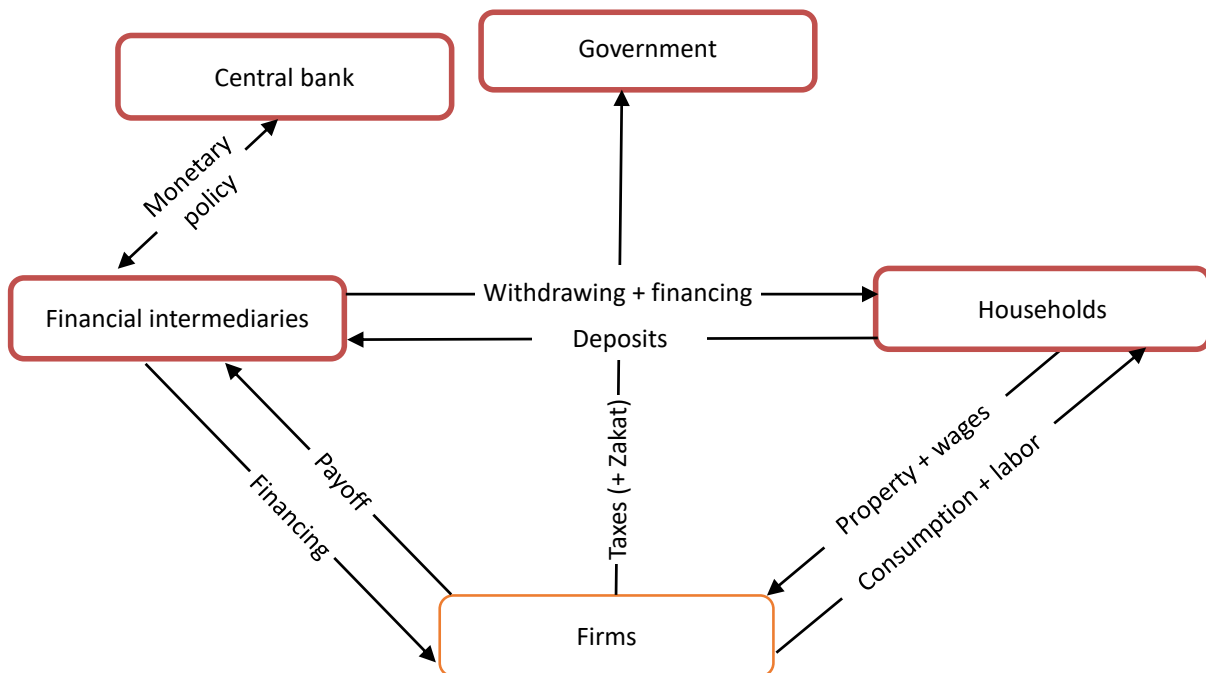 Government
Central bank
Monetary
policy
Withdrawing + financing
Financial intermediaries
Households
Deposits
Taxes (+ Zakat)
Payoff
Financing
Property + wages
Consumption + labor
Firms